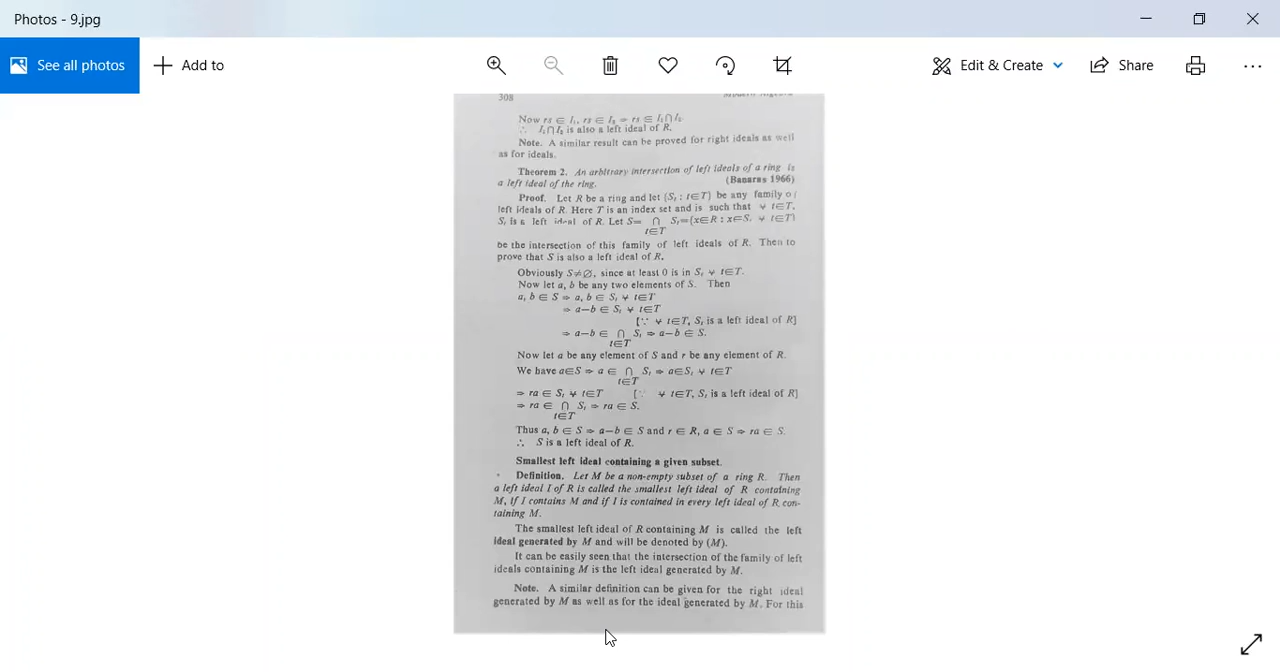 Photos - 9.jpg
See all photos
Add to
Edit & Create
Share
308
Modern Algebra
Now rs ∈ I₁, rs ∈ I₂ ⇒ rs ∈ I₁∩I₂.
∴ I₁∩I₂ is also a left ideal of R.
Note. A similar result can be proved for right ideals as well
as for ideals.
Theorem 2. An arbitrary intersection of left ideals of a ring is
a left ideal of the ring. (Banaras 1966)
Proof. Let R be a ring and let {Sₜ : t∈T} be any family o
left ideals of R. Here T is an index set and is such that ∀ t∈T,
Sₜ is a left ideal of R. Let S= ∩ Sₜ={x∈R : x∈Sₜ ∀ t∈T}
t∈T
be the intersection of this family of left ideals of R. Then to
prove that S is also a left ideal of R.
Obviously S≠∅, since at least 0 is in Sₜ ∀ t∈T.
Now let a, b be any two elements of S. Then
a, b ∈ S ⇒ a, b ∈ Sₜ ∀ t∈T
⇒ a−b ∈ Sₜ ∀ t∈T
[∵ ∀ t∈T, Sₜ is a left ideal of R]
⇒ a−b ∈ ∩ Sₜ ⇒ a−b ∈ S.
t∈T
Now let a be any element of S and r be any element of R.
We have a∈S ⇒ a ∈ ∩ Sₜ ⇒ a∈Sₜ ∀ t∈T
t∈T
⇒ ra ∈ Sₜ ∀ t∈T [∵ ∀ t∈T, Sₜ is a left ideal of R]
⇒ ra ∈ ∩ Sₜ ⇒ ra ∈ S.
t∈T
Thus a, b ∈ S ⇒ a−b ∈ S and r ∈ R, a ∈ S ⇒ ra ∈ S.
∴ S is a left ideal of R.
Smallest left ideal containing a given subset.
Definition. Let M be a non-empty subset of a ring R. Then
a left ideal I of R is called the smallest left ideal of R containing
M, if I contains M and if I is contained in every left ideal of R con-
taining M.
The smallest left ideal of R containing M is called the left
ideal generated by M and will be denoted by (M).
It can be easily seen that the intersection of the family of left
ideals containing M is the left ideal generated by M.
Note. A similar definition can be given for the right ideal
generated by M as well as for the ideal generated by M. For this